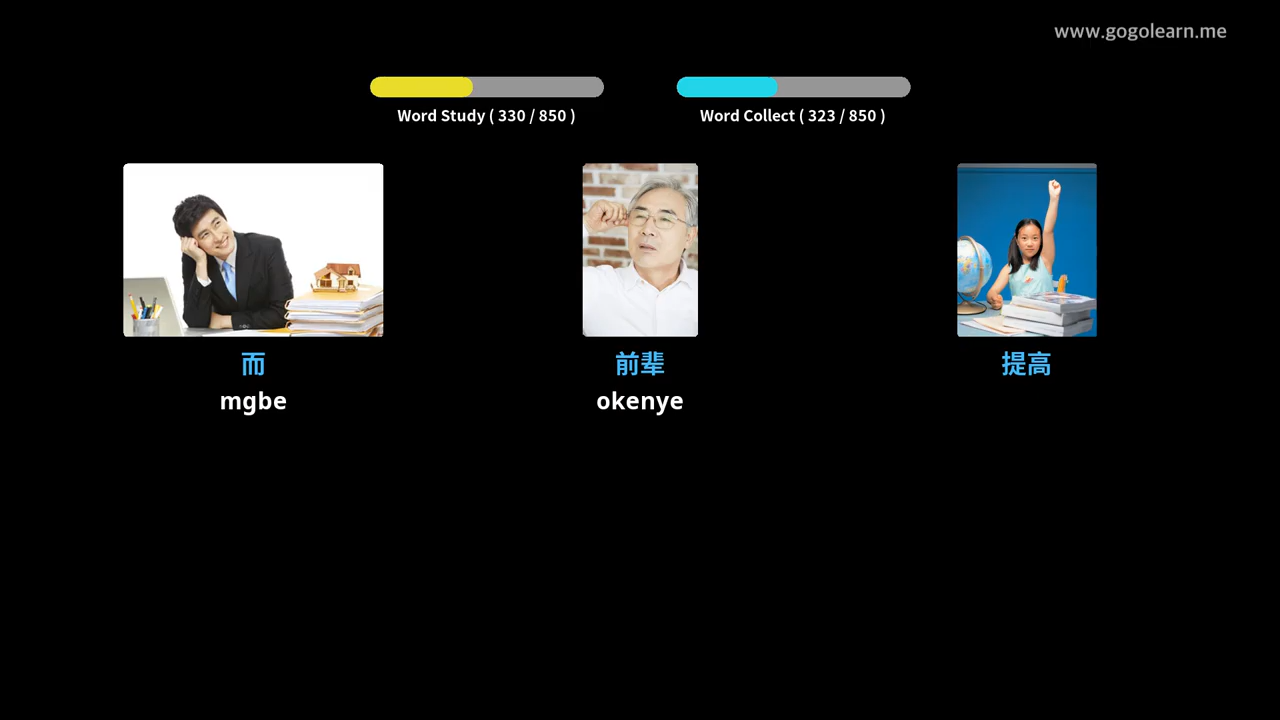 www.gogolearn.me
Word Study ( 330 / 850 )
Word Collect ( 323 / 850 )
而
前辈
提高
mgbe
okenye